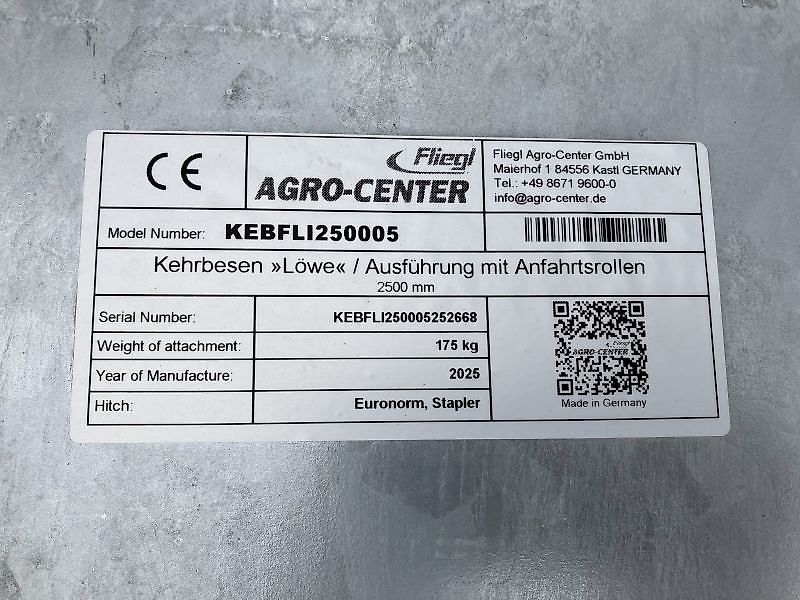 CE
Fliegl
AGRO-CENTER
Fliegl Agro-Center GmbH
Maierhof 1 84556 Kastl GERMANY
Tel.: +49 8671 9600-0
info@agro-center.de
Model Number: KEBFLI250005
Kehrbesen »Löwe« / Ausführung mit Anfahrtsrollen
2500 mm
Serial Number: KEBFLI250005252668
Weight of attachment: 175 kg
Year of Manufacture: 2025
Hitch: Euronorm, Stapler
Fliegl
AGRO-CENTER
Made in Germany